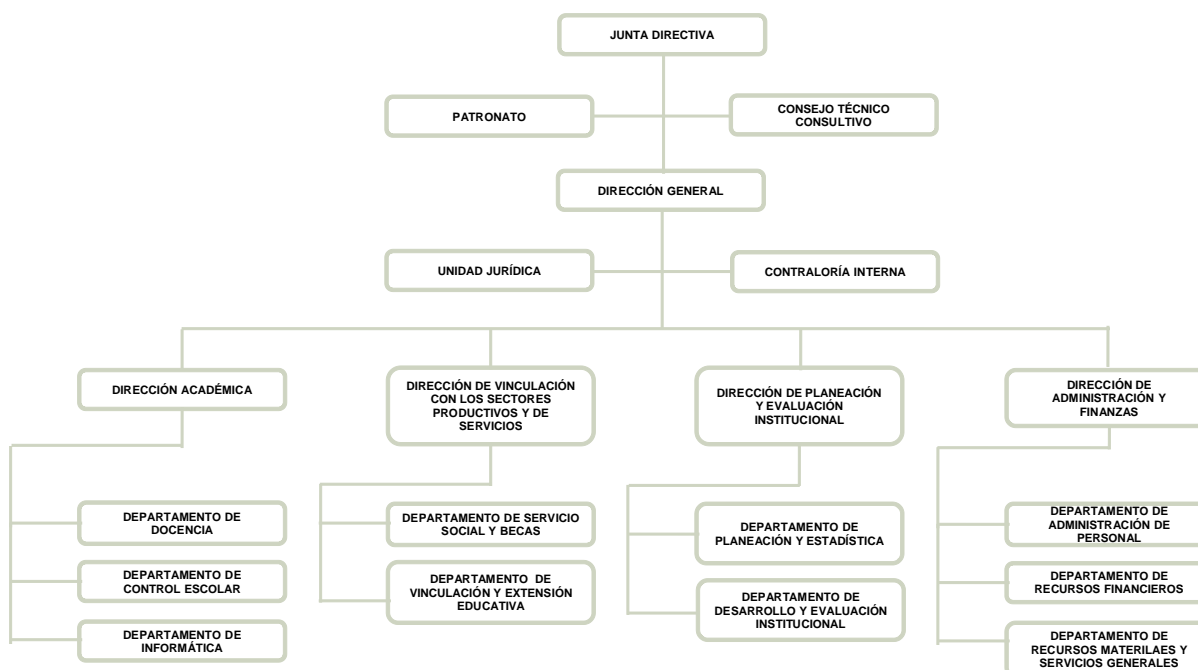 JUNTA DIRECTIVA
PATRONATO
CONSEJO TÉCNICO
CONSULTIVO
DIRECCIÓN GENERAL
UNIDAD JURÍDICA
CONTRALORÍA INTERNA
DIRECCIÓN ACADÉMICA
DIRECCIÓN DE VINCULACIÓN
CON LOS SECTORES
PRODUCTIVOS Y DE
SERVICIOS
DIRECCIÓN DE PLANEACIÓN
Y EVALUACIÓN
INSTITUCIONAL
DIRECCIÓN DE
ADMINISTRACIÓN Y
FINANZAS
DEPARTAMENTO DE
DOCENCIA
DEPARTAMENTO DE
CONTROL ESCOLAR
DEPARTAMENTO DE
INFORMÁTICA
DEPARTAMENTO DE SERVICIO
SOCIAL Y BECAS
DEPARTAMENTO DE
VINCULACIÓN Y EXTENSIÓN
EDUCATIVA
DEPARTAMENTO DE
PLANEACIÓN Y ESTADÍSTICA
DEPARTAMENTO DE
DESARROLLO Y EVALUACIÓN
INSTITUCIONAL
DEPARTAMENTO DE
ADMINISTRACIÓN DE
PERSONAL
DEPARTAMENTO DE
RECURSOS FINANCIEROS
DEPARTAMENTO DE
RECURSOS MATERILAES Y
SERVICIOS GENERALES